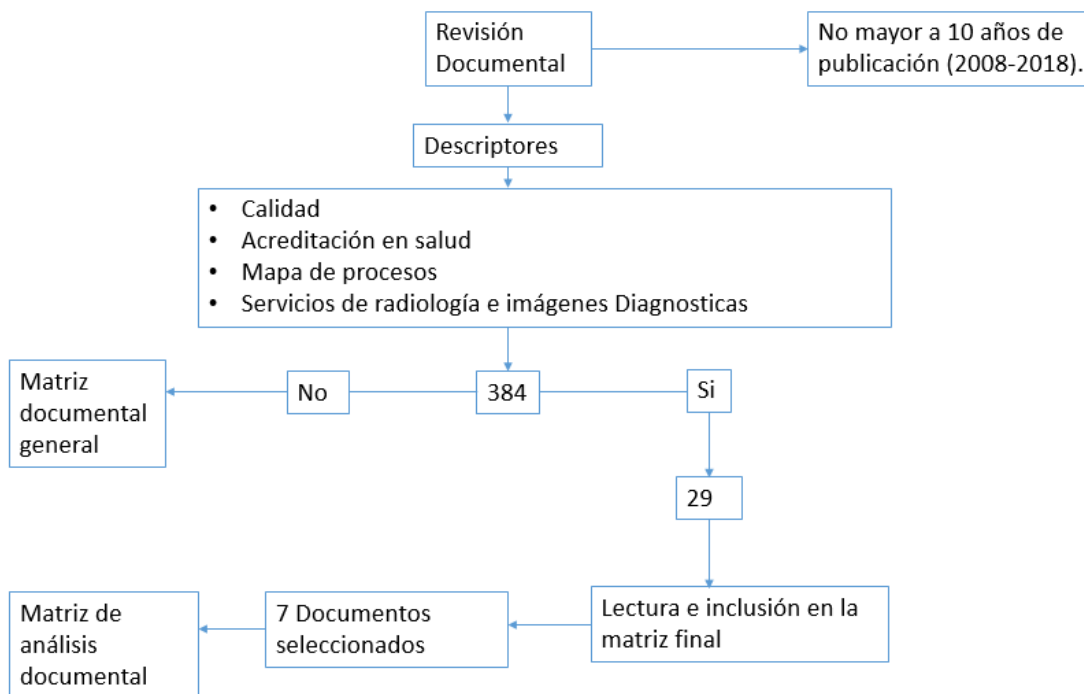 Revisión
Documental
No mayor a 10 años de
publicación (2008-2018).
Descriptores
• Calidad
• Acreditación en salud
• Mapa de procesos
• Servicios de radiología e imágenes Diagnosticas
Matriz
documental
general
No
384
Si
29
Matriz de
análisis
documental
7 Documentos
seleccionados
Lectura e inclusión en la
matriz final